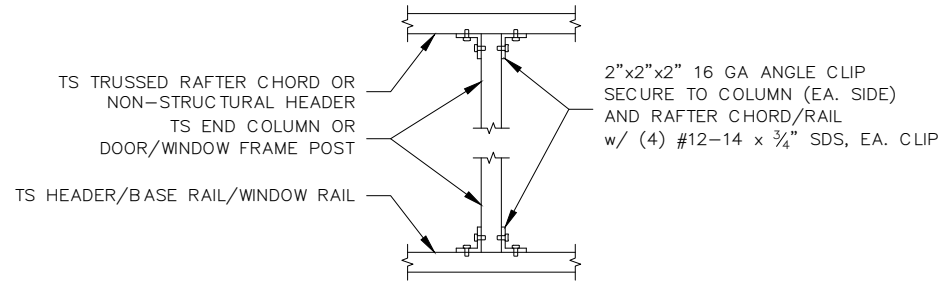 TS TRUSSED RAFTER CHORD OR
NON-STRUCTURAL HEADER
TS END COLUMN OR
DOOR/WINDOW FRAME POST
TS HEADER/BASE RAIL/WINDOW RAIL
2"x2"x2" 16 GA ANGLE CLIP
SECURE TO COLUMN (EA. SIDE)
AND RAFTER CHORD/RAIL
w/ (4) #12-14 x ¾" SDS, EA. CLIP